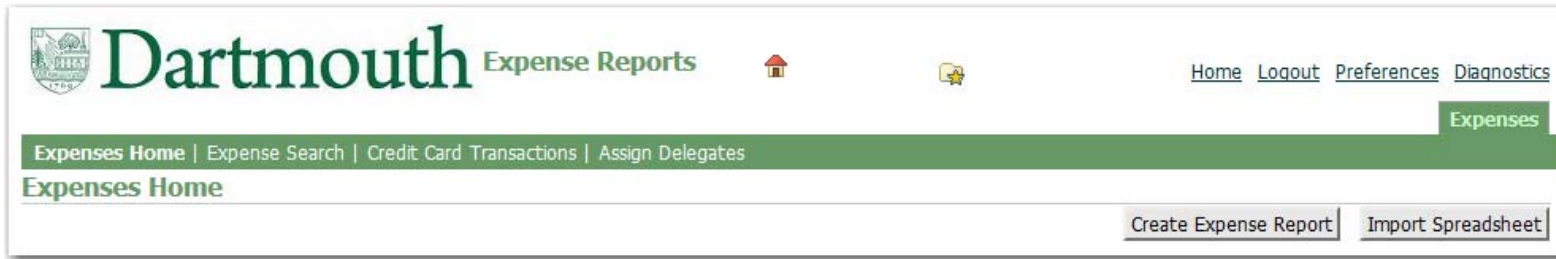 Dartmouth Expense Reports
Home Logout Preferences Diagnostics
Expenses
Expenses Home | Expense Search | Credit Card Transactions | Assign Delegates
Expenses Home
Create Expense Report Import Spreadsheet